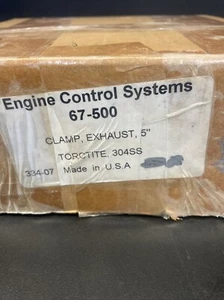 Engine Control Systems
67-500
CLAMP, EXHAUST, 5"
TORCTITE, 304SS
334-07 Made in U.S.A